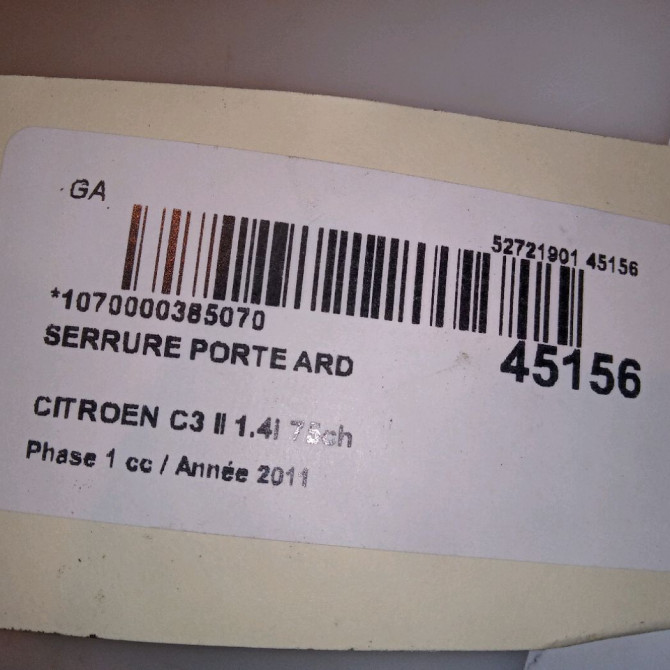 GA
52721901 45156
*1070000385070
45156
SERRURE PORTE ARD
CITROEN C3 II 1.4i 75ch
Phase 1 cc / Année 2011